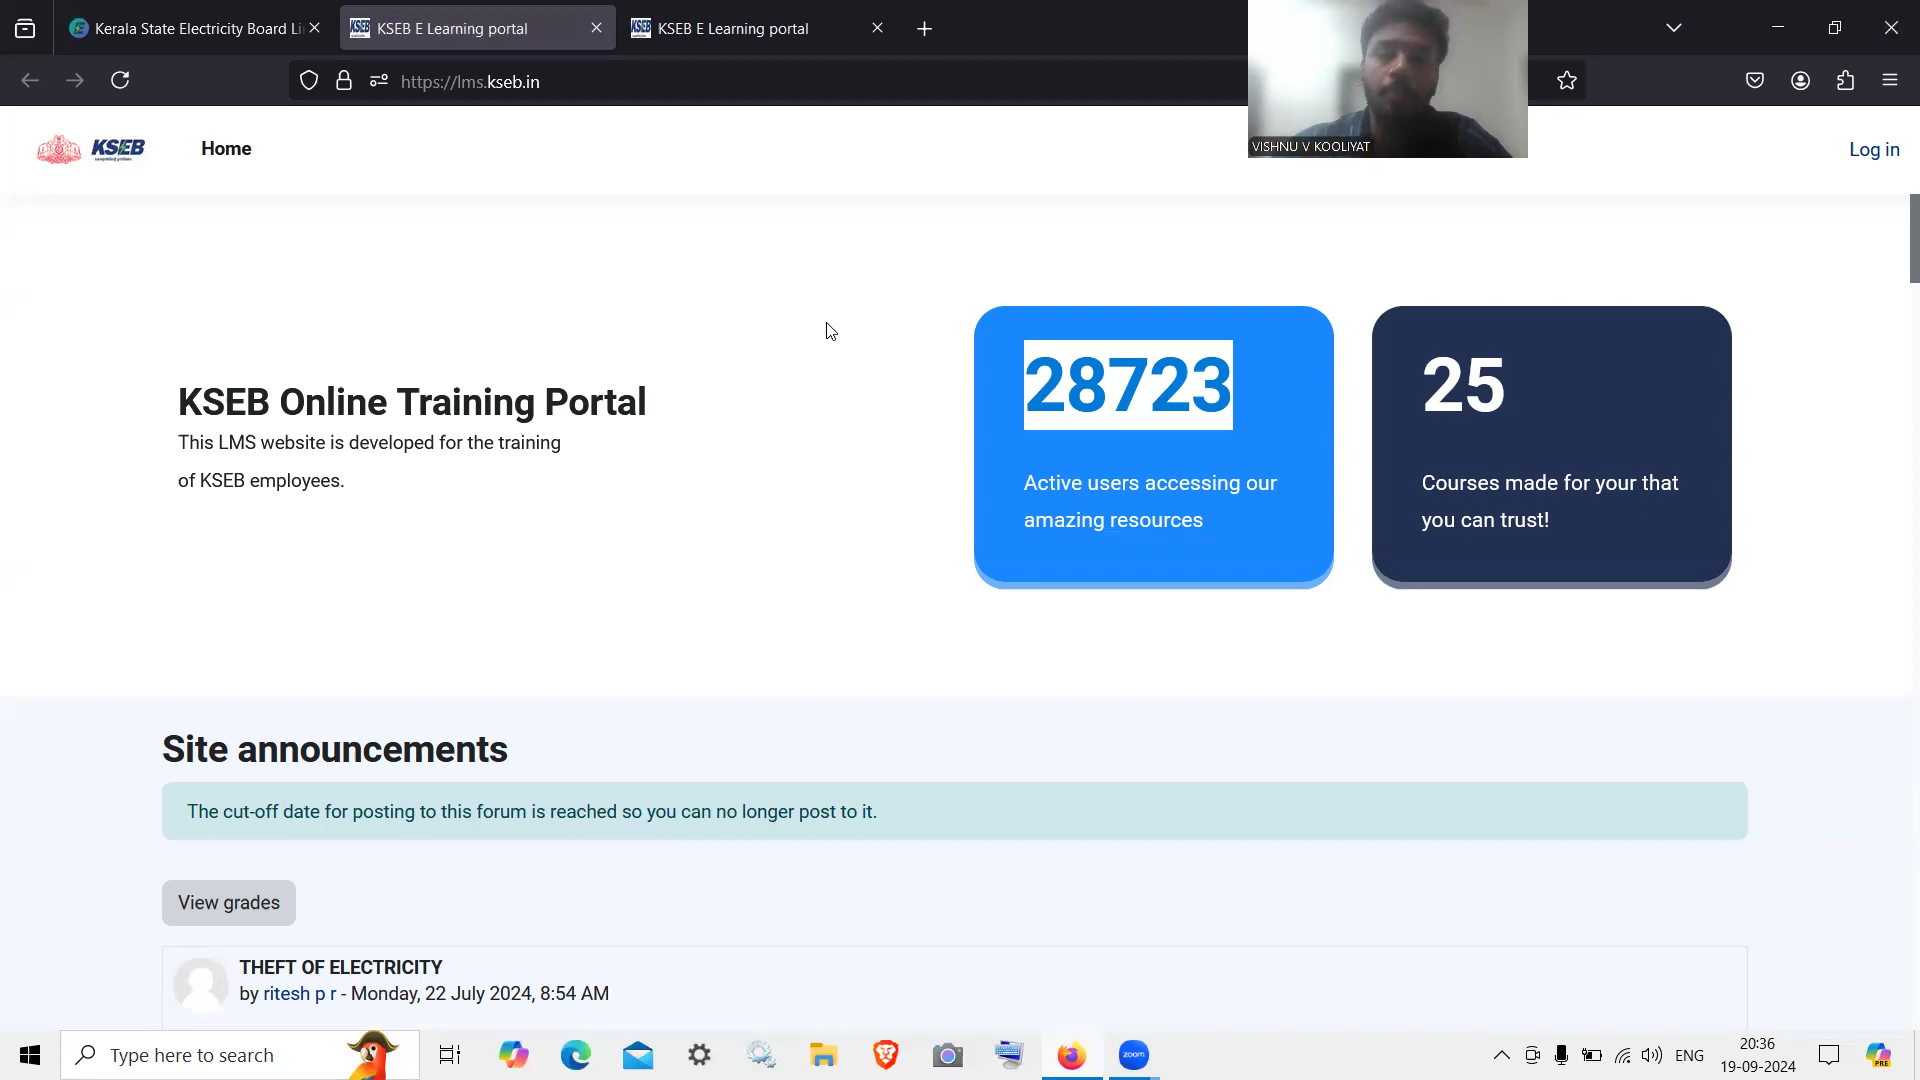 Kerala State Electricity Board Li
KSEB E Learning portal
KSEB E Learning portal
https://lms.kseb.in
VISHNU V KOOLIYAT
KSEB
Home
Log in
KSEB Online Training Portal
This LMS website is developed for the training
of KSEB employees.
28723
Active users accessing our
amazing resources
25
Courses made for your that
you can trust!
Site announcements
The cut-off date for posting to this forum is reached so you can no longer post to it.
View grades
THEFT OF ELECTRICITY
by ritesh p r - Monday, 22 July 2024, 8:54 AM
Type here to search
zoom
ENG
20:36
19-09-2024
PRE